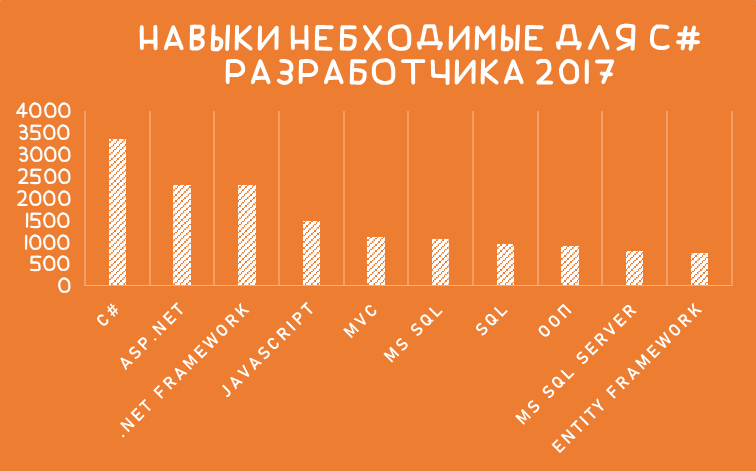 НАВЫКИ НЕБХОДИМЫЕ ДЛЯ C#
РАЗРАБОТЧИКА 2017
4000
3500
3000
2500
2000
1500
1000
500
0
C#
ASP.NET
.NET FRAMEWORK
JAVASCRIPT
MVC
MS SQL
SQL
ООП
MS SQL SERVER
ENTITY FRAMEWORK